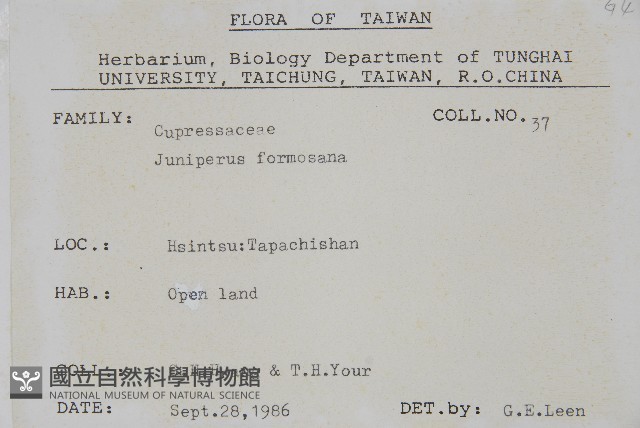 G4
FLORA OF TAIWAN
Herbarium, Biology Department of TUNGHAI
UNIVERSITY, TAICHUNG, TAIWAN, R.O.CHINA
FAMILY: Cupressaceae COLL.NO. 37
Juniperus formosana
LOC.: Hsintsu:Tapachishan
HAB.: Open land
COLL.: & T.H.Your
國立自然科學博物館
NATIONAL MUSEUM OF NATURAL SCIENCE
DATE: Sept.28,1986 DET.by: G.E.Leen